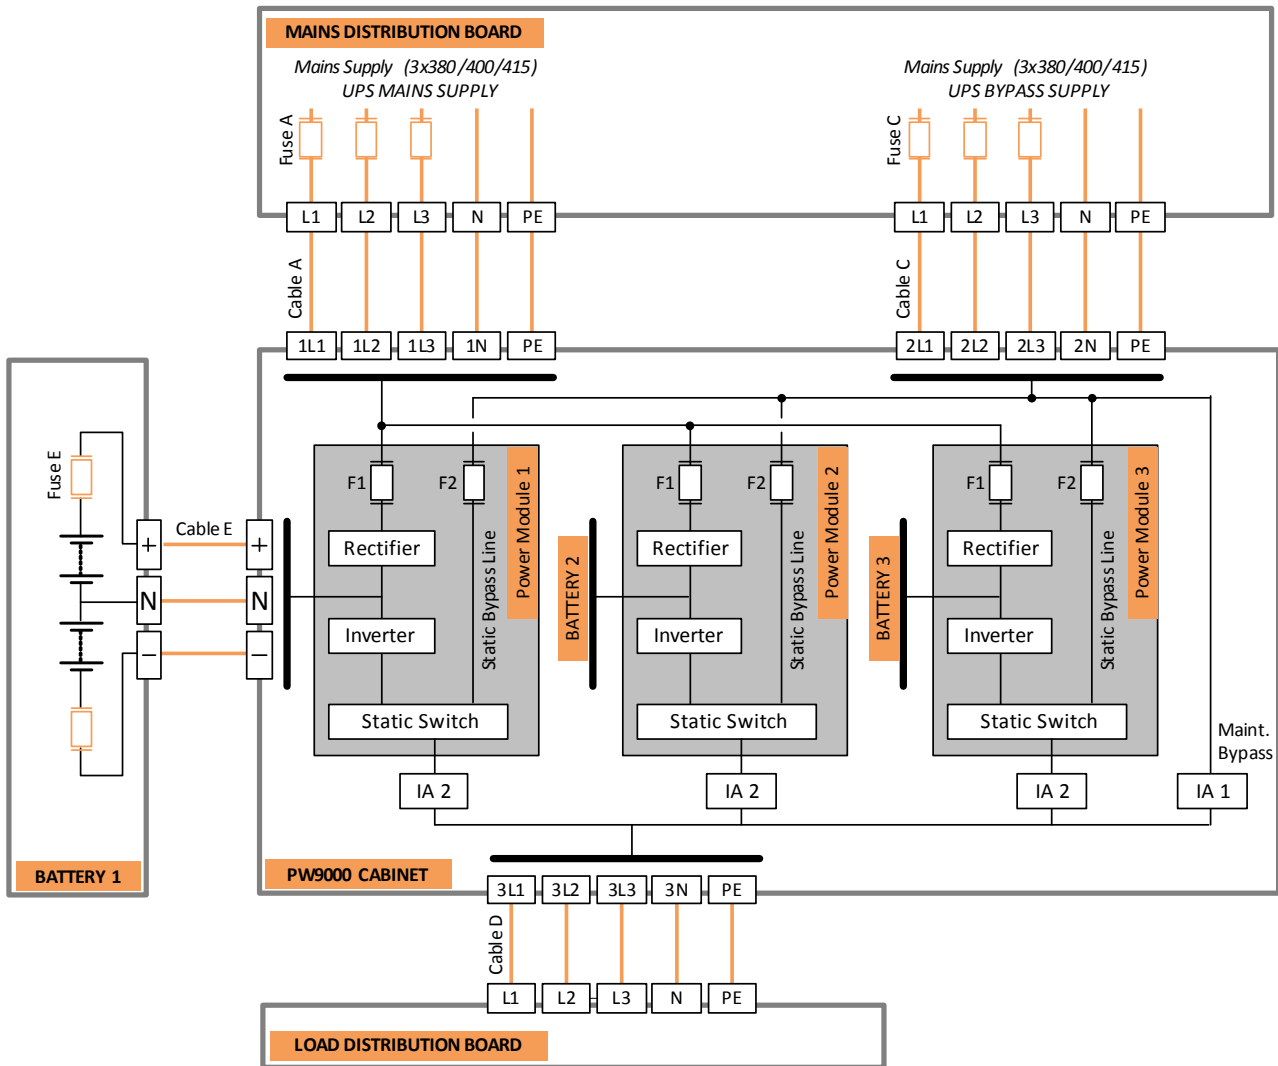 MAINS DISTRIBUTION BOARD
Mains Supply (3x380/400/415)
UPS MAINS SUPPLY
Mains Supply (3x380/400/415)
UPS BYPASS SUPPLY
Fuse A
Fuse C
L1 L2 L3 N PE
L1 L2 L3 N PE
Cable A
Cable C
1L1 1L2 1L3 1N PE
2L1 2L2 2L3 2N PE
Fuse E
Cable E
+ +
N N
− −
BATTERY 1
F1 F2
Power Module 1
Rectifier
Static Bypass Line
Inverter
Static Switch
IA 2
BATTERY 2
F1 F2
Power Module 2
Rectifier
Static Bypass Line
Inverter
Static Switch
IA 2
BATTERY 3
F1 F2
Power Module 3
Rectifier
Static Bypass Line
Inverter
Static Switch
IA 2
Maint.
Bypass
IA 1
PW9000 CABINET
3L1 3L2 3L3 3N PE
Cable D
L1 L2 L3 N PE
LOAD DISTRIBUTION BOARD